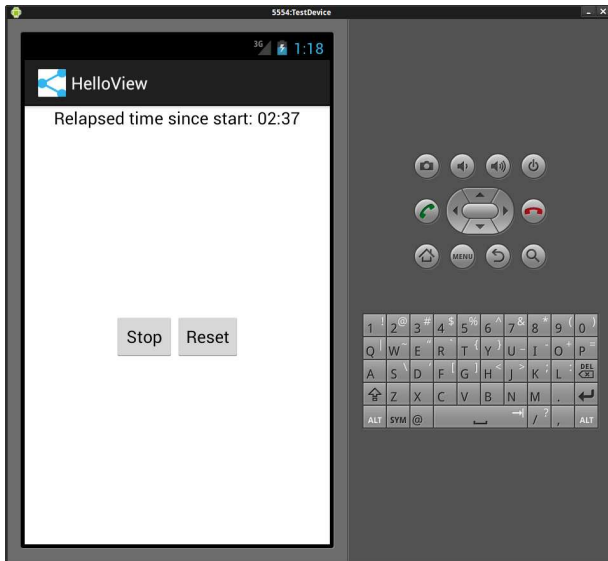 5554:TestDevice
3G 1:18
HelloView
Relapsed time since start: 02:37
Stop Reset
MENU
1 ! 2 @ 3 # 4 $ 5 % 6 ^ 7 & 8 * 9 ( 0 )
Q | W ~ E " R ` T { Y } U _ I - O + P =
A S \ D ' F [ G ] H < J > K ; L : DEL
Z X C V B N M .
ALT SYM @ / ? , ALT